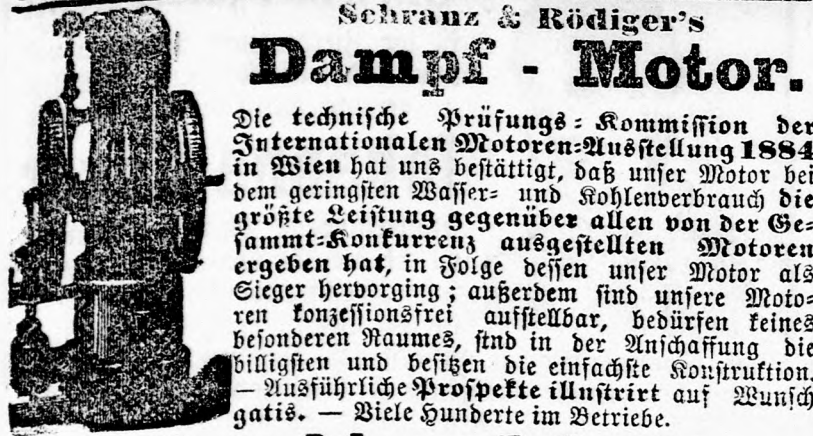 Schranz & Rödiger's
Dampf - Motor.
Die technische Prüfungs-Kommission der
Internationalen Motoren-Ausstellung 1884
in Wien hat uns bestättigt, daß unser Motor bei
dem geringsten Wasser- und Kohlenverbrauch die
größte Leistung gegenüber allen von der Ge-
sammt-Konkurrenz ausgestellten Motoren
ergeben hat, in Folge dessen unser Motor als
Sieger hervorging; außerdem sind unsere Moto-
ren konzessionsfrei aufstellbar, bedürfen keines
besonderen Raumes, stnd in der Anschaffung die
billigsten und besitzen die einfachste Konstruktion.
— Ausführliche Prospekte illustrirt auf Wunsch
gatis. — Viele Hunderte im Betriebe.